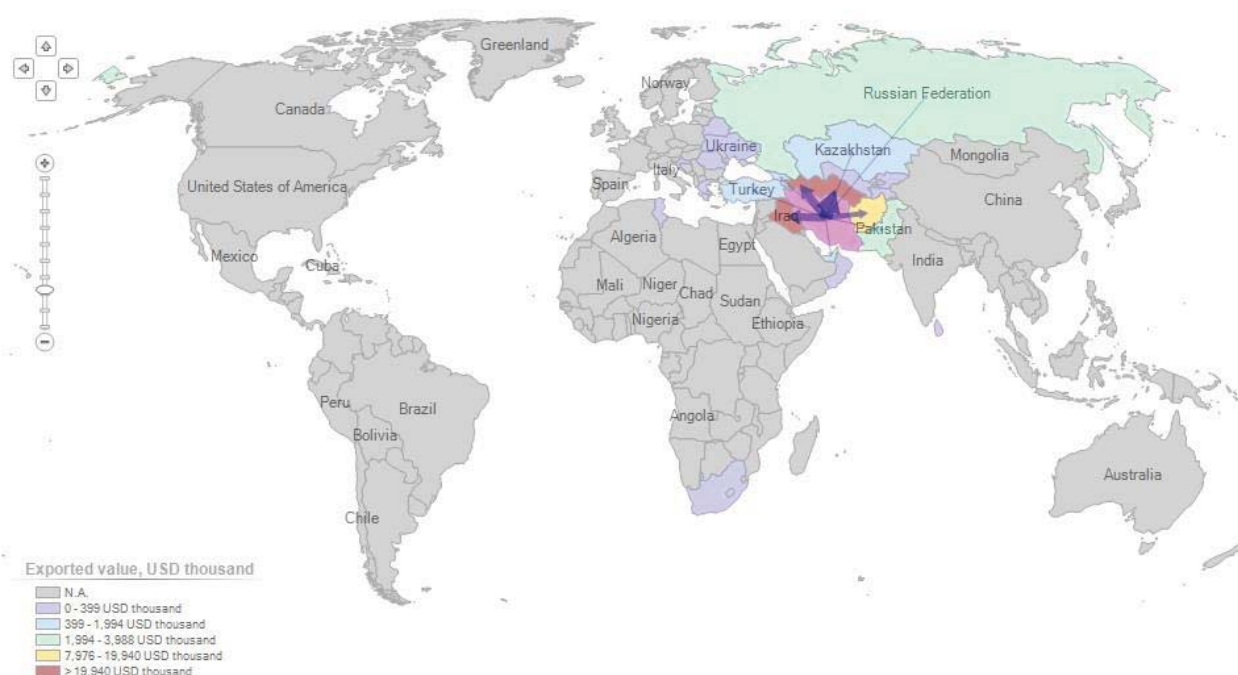 Greenland
Norway
Russian Federation
Canada
Ukraine
Kazakhstan
Mongolia
Italy
United States of America
Spain
Turkey
China
Iraq
Pakistan
Algeria
Egypt
Mexico
India
Cuba
Mali
Niger
Chad
Sudan
Nigeria
Ethiopia
Peru
Brazil
Angola
Bolivia
Australia
Chile
Exported value, USD thousand
N.A.
0 - 399 USD thousand
399 - 1,994 USD thousand
1,994 - 3,988 USD thousand
7,976 - 19,940 USD thousand
> 19,940 USD thousand